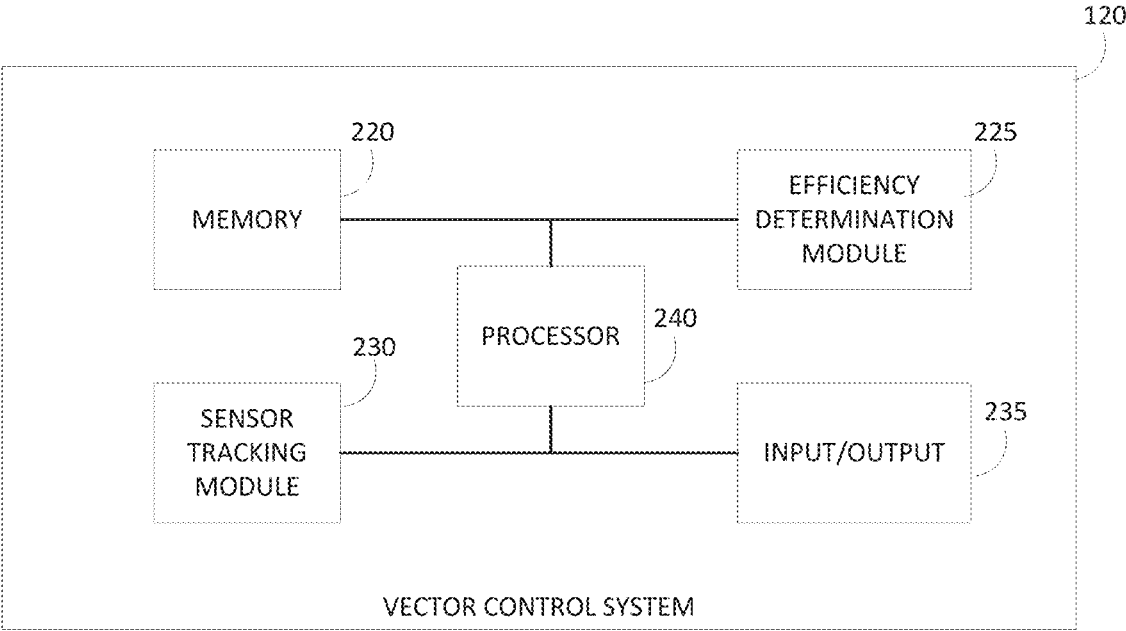 120
220
MEMORY
225
EFFICIENCY
DETERMINATION
MODULE
PROCESSOR
240
230
SENSOR
TRACKING
MODULE
235
INPUT/OUTPUT
VECTOR CONTROL SYSTEM